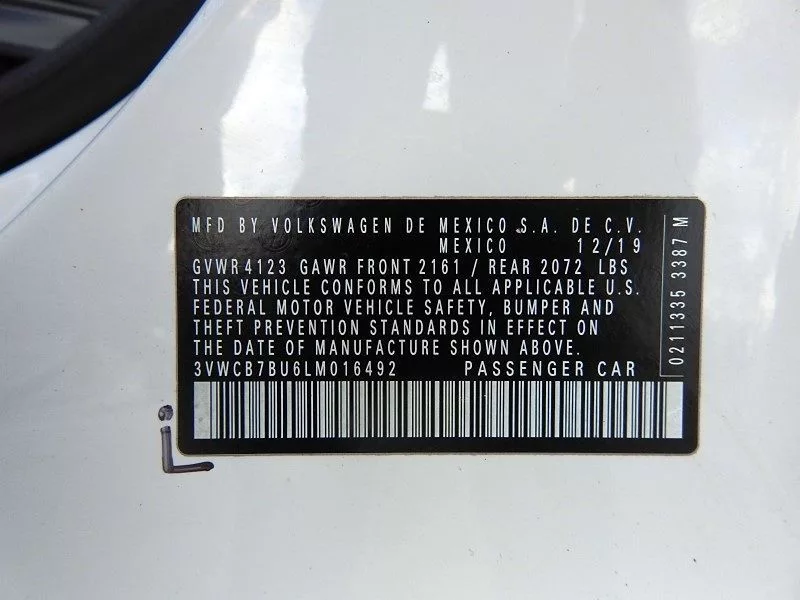 MFD BY VOLKSWAGEN DE MEXICO S.A. DE C.V.
MEXICO 12/19
GVWR 4123 GAWR FRONT 2161 / REAR 2072 LBS
THIS VEHICLE CONFORMS TO ALL APPLICABLE U.S.
FEDERAL MOTOR VEHICLE SAFETY, BUMPER AND
THEFT PREVENTION STANDARDS IN EFFECT ON
THE DATE OF MANUFACTURE SHOWN ABOVE.
3VWCB7BU6LM016492 PASSENGER CAR
0211335 3387 M